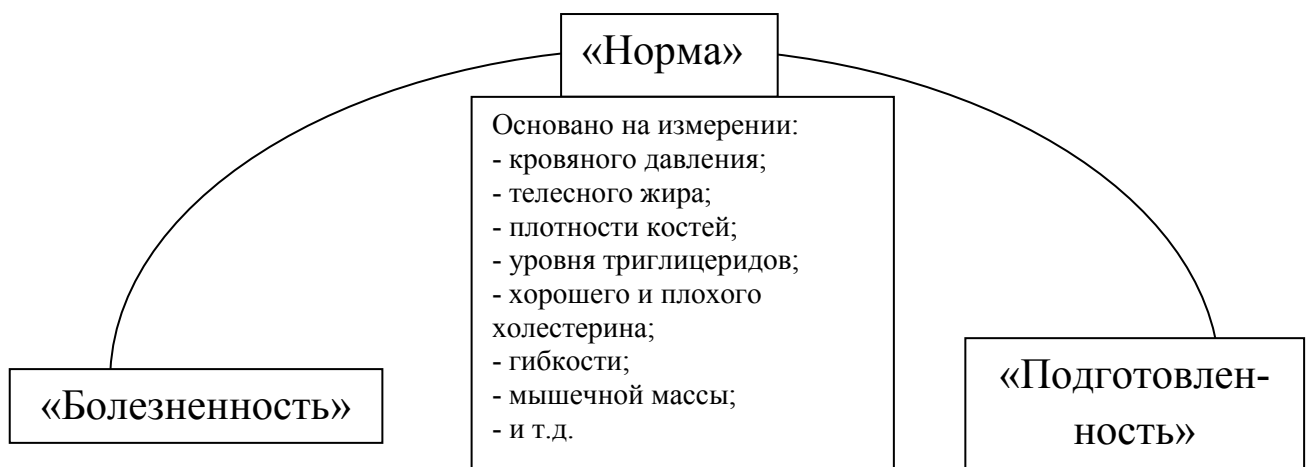 «Норма»
Основано на измерении:
- кровяного давления;
- телесного жира;
- плотности костей;
- уровня триглицеридов;
- хорошего и плохого
холестерина;
- гибкости;
- мышечной массы;
- и т.д.
«Болезненность»
«Подготовлен-
ность»